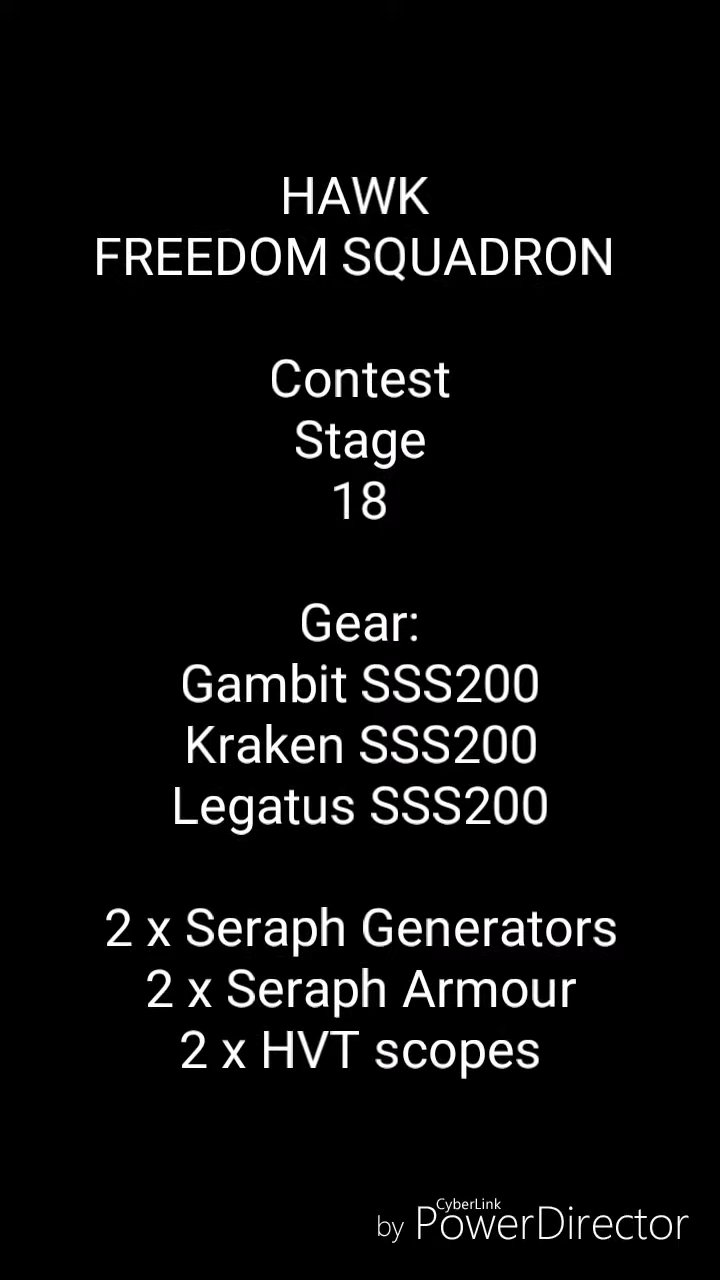 HAWK
FREEDOM SQUADRON
Contest
Stage
18
Gear:
Gambit SSS200
Kraken SSS200
Legatus SSS200
2 x Seraph Generators
2 x Seraph Armour
2 x HVT scopes
CyberLink
by PowerDirector